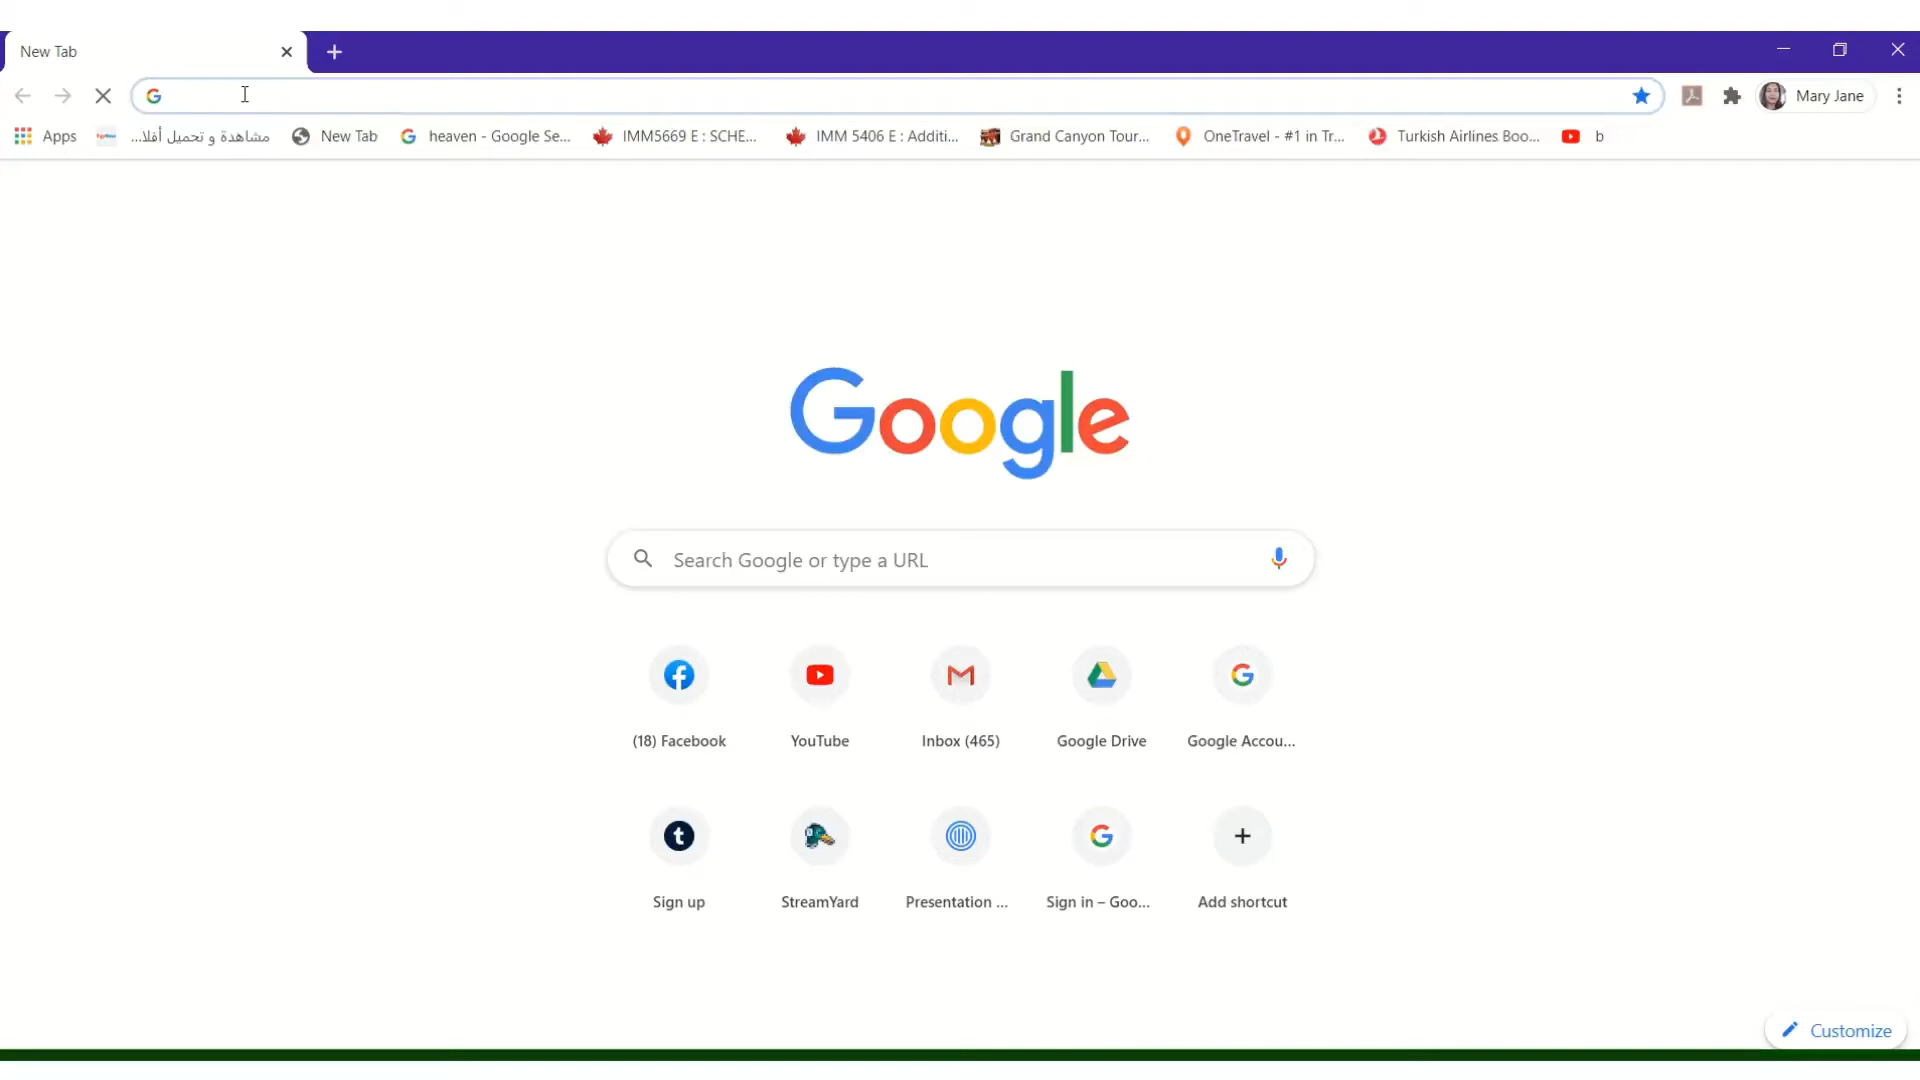 New Tab
Mary Jane
Apps
مشاهدة و تحميل أفلا...
New Tab
heaven - Google Se...
IMM5669 E : SCHE...
IMM 5406 E : Additi...
Grand Canyon Tour...
OneTravel - #1 in Tr...
Turkish Airlines Boo...
b
Google
Search Google or type a URL
(18) Facebook
YouTube
Inbox (465)
Google Drive
Google Accou...
Sign up
StreamYard
Presentation ...
Sign in – Goo...
Add shortcut
Customize